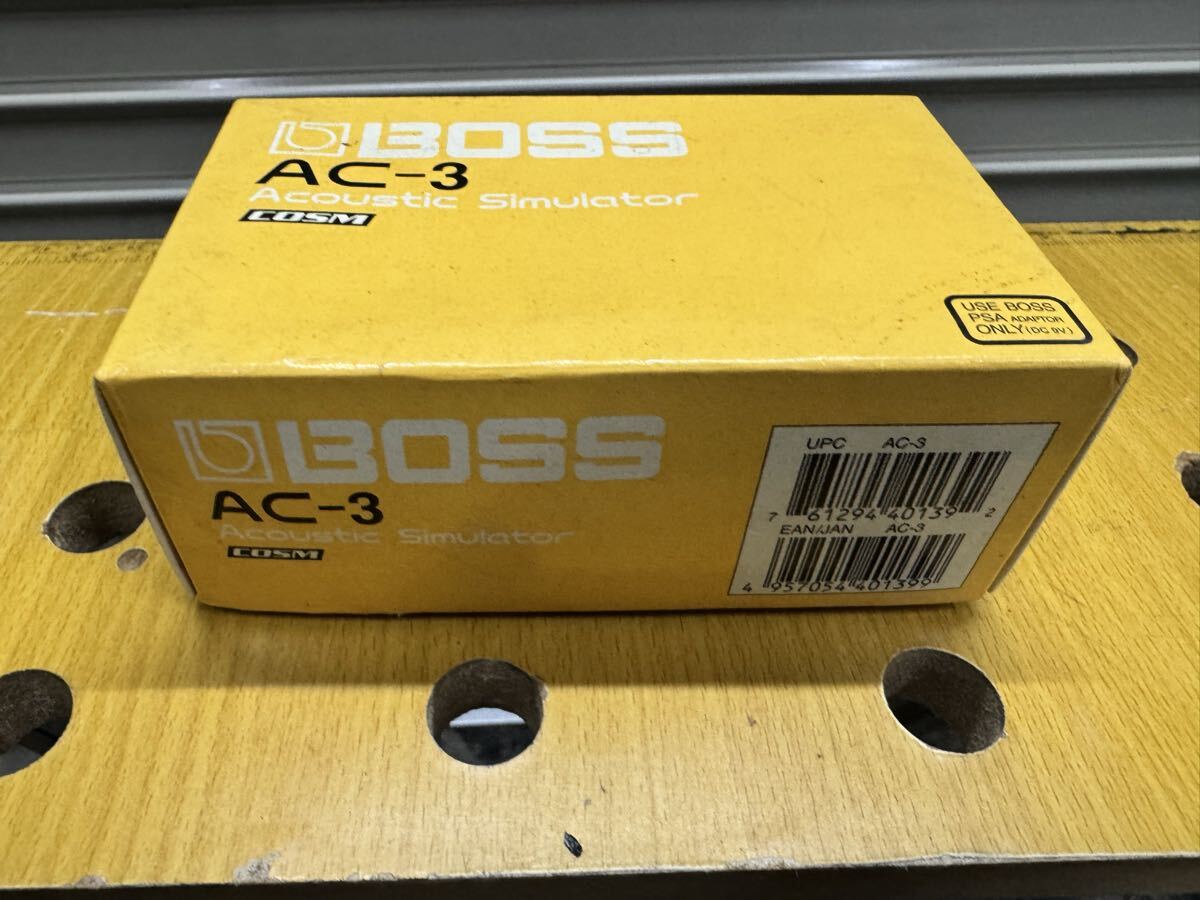 BOSS
AC-3
Acoustic Simulator
COSM
USE BOSS
PSA ADAPTOR
ONLY (DC 9V)
BOSS
AC-3
Acoustic Simulator
COSM
UPC AC-3
7 61294 40139 2
EAN/JAN AC-3
4 957054 401399